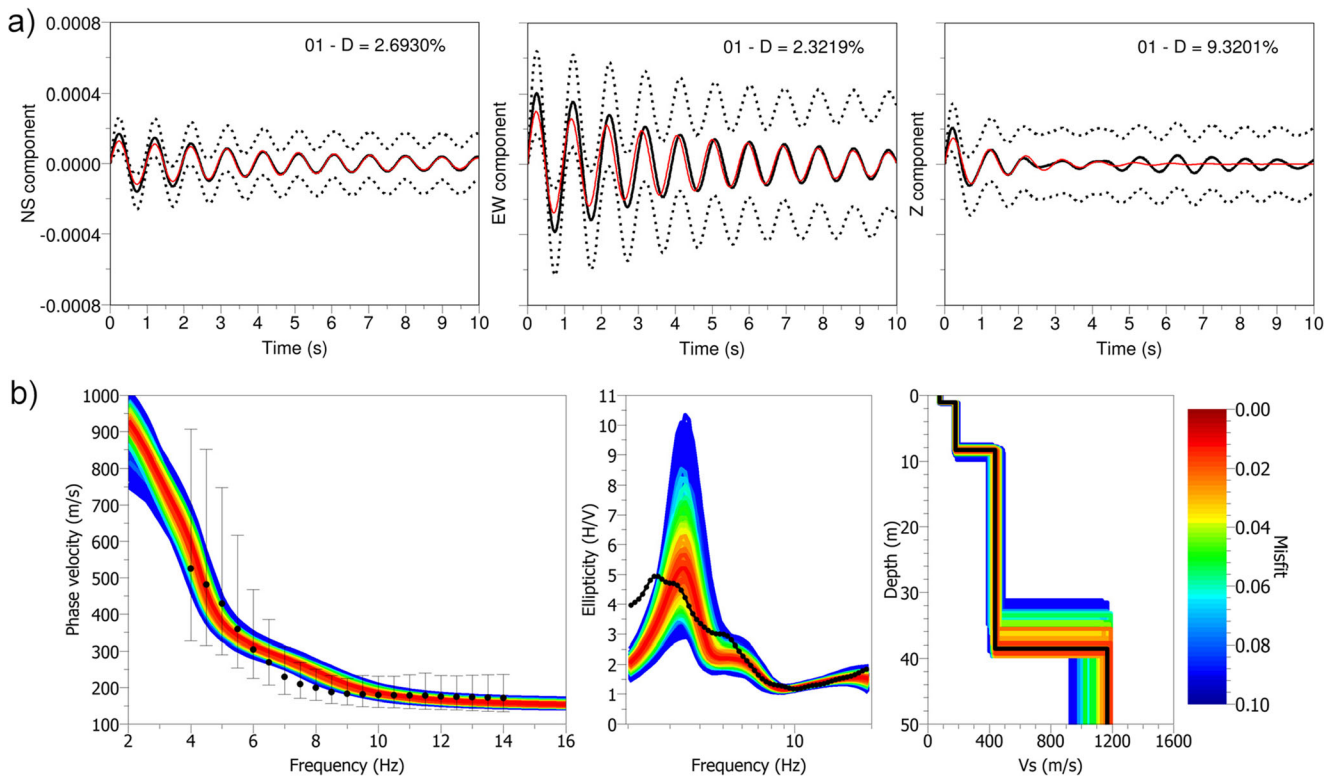 a)
NS component
0.0008
0.0004
0.0000
-0.0004
-0.0008
01 - D = 2.6930%
0 1 2 3 4 5 6 7 8 9 10
Time (s)
EW component
01 - D = 2.3219%
0 1 2 3 4 5 6 7 8 9 10
Time (s)
Z component
01 - D = 9.3201%
0 1 2 3 4 5 6 7 8 9 10
Time (s)
b)
Phase velocity (m/s)
1000
900
800
700
600
500
400
300
200
100
2 4 6 8 10 12 14 16
Frequency (Hz)
Ellipticity (H/V)
11
10
9
8
7
6
5
4
3
2
1
0
10
Frequency (Hz)
Depth (m)
0
10
20
30
40
50
0 400 800 1200 1600
Vs (m/s)
0.00
0.02
0.04
0.06
0.08
0.10
Misfit